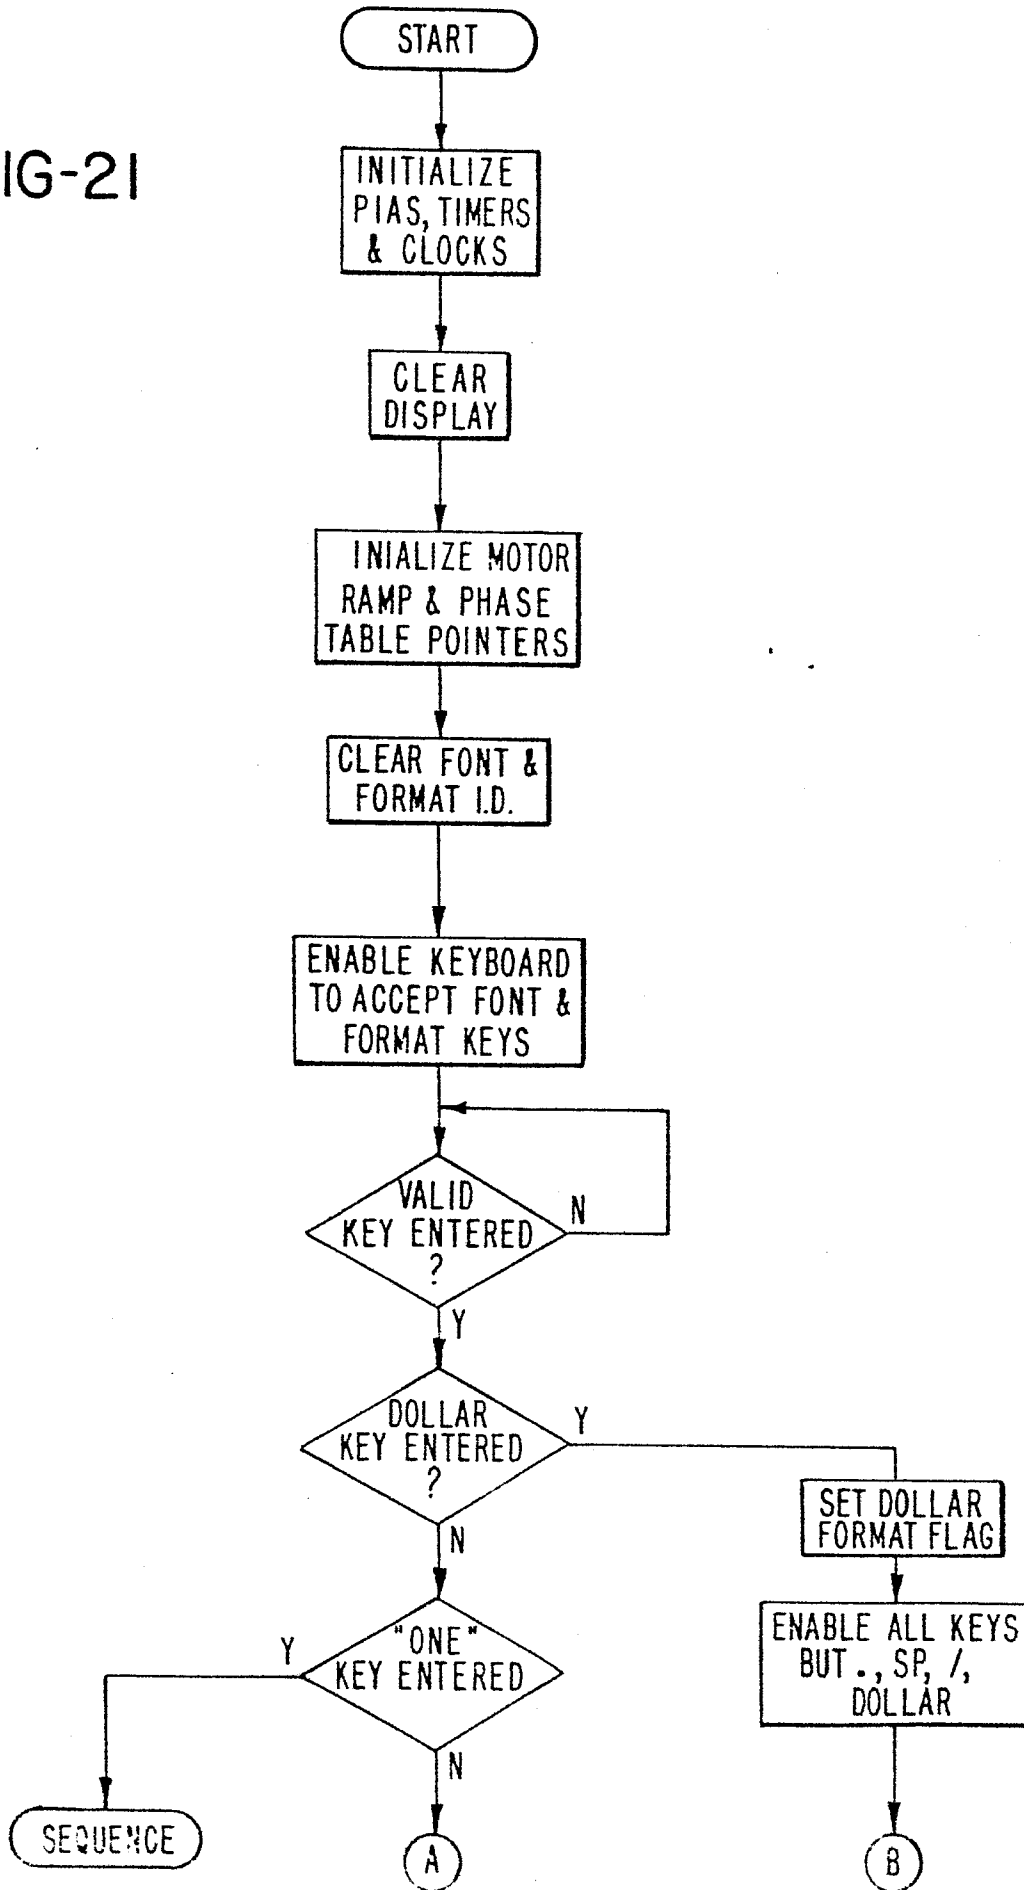 START
IG-21
INITIALIZE
PIAS, TIMERS
& CLOCKS
CLEAR
DISPLAY
INIALIZE MOTOR
RAMP & PHASE
TABLE POINTERS
CLEAR FONT &
FORMAT I.D.
ENABLE KEYBOARD
TO ACCEPT FONT &
FORMAT KEYS
VALID
KEY ENTERED
?
N
Y
DOLLAR
KEY ENTERED
?
Y
N
SET DOLLAR
FORMAT FLAG
"ONE"
KEY ENTERED
Y
N
ENABLE ALL KEYS
BUT ., SP, /,
DOLLAR
SEQUENCE
A
B